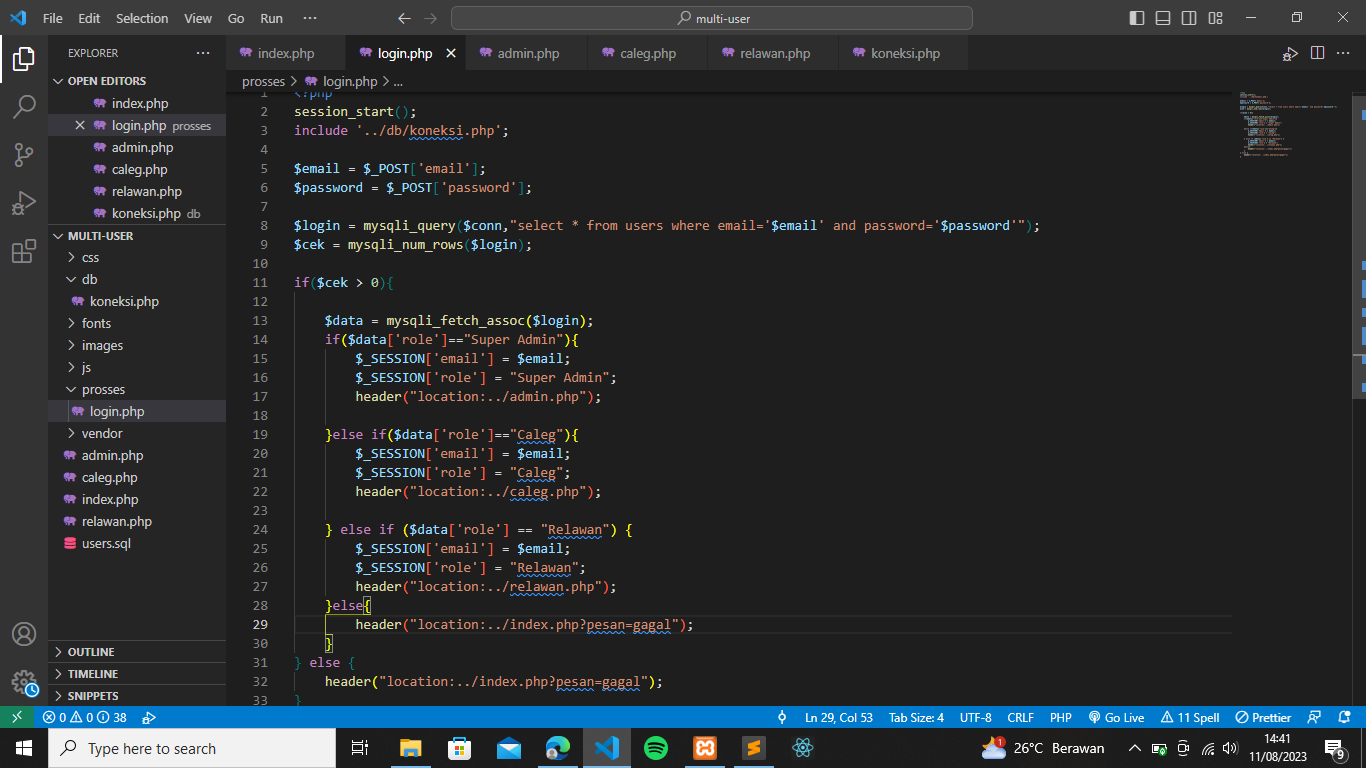 File Edit Selection View Go Run ··· multi-user
EXPLORER ···
index.php login.php admin.php caleg.php relawan.php koneksi.php
OPEN EDITORS
index.php
login.php prosses
admin.php
caleg.php
relawan.php
koneksi.php db
MULTI-USER
css
db
koneksi.php
fonts
images
js
prosses
login.php
vendor
admin.php
caleg.php
index.php
relawan.php
users.sql
OUTLINE
TIMELINE
SNIPPETS
prosses > login.php > ...
1 <?php
2 session_start();
3 include '../db/koneksi.php';
4
5 $email = $_POST['email'];
6 $password = $_POST['password'];
7
8 $login = mysqli_query($conn,"select * from users where email='$email' and password='$password'");
9 $cek = mysqli_num_rows($login);
10
11 if($cek > 0){
12
13 $data = mysqli_fetch_assoc($login);
14 if($data['role']=="Super Admin"){
15 $_SESSION['email'] = $email;
16 $_SESSION['role'] = "Super Admin";
17 header("location:../admin.php");
18
19 }else if($data['role']=="Caleg"){
20 $_SESSION['email'] = $email;
21 $_SESSION['role'] = "Caleg";
22 header("location:../caleg.php");
23
24 } else if ($data['role'] == "Relawan") {
25 $_SESSION['email'] = $email;
26 $_SESSION['role'] = "Relawan";
27 header("location:../relawan.php");
28 }else{
29 header("location:../index.php?pesan=gagal");
30 }
31 } else {
32 header("location:../index.php?pesan=gagal");
33 }
0 0 38 Ln 29, Col 53 Tab Size: 4 UTF-8 CRLF PHP Go Live 11 Spell Prettier
Type here to search 1 26°C Berawan 14:41
11/08/2023 9